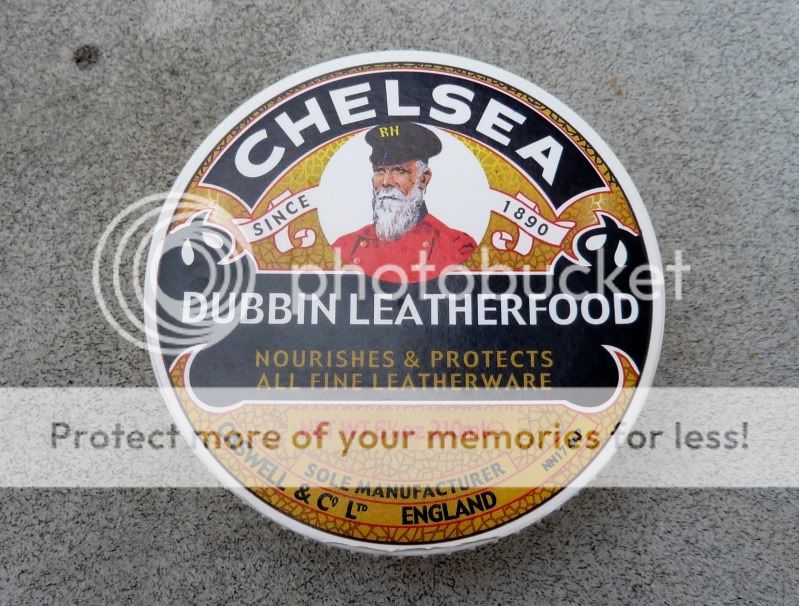 CHELSEA
RH
SINCE 1890
photobucket
DUBBIN LEATHERFOOD
NOURISHES & PROTECTS
ALL FINE LEATHERWARE
Protect more of your memories for less!
SOLE MANUFACTURER
& Cº LTD ENGLAND